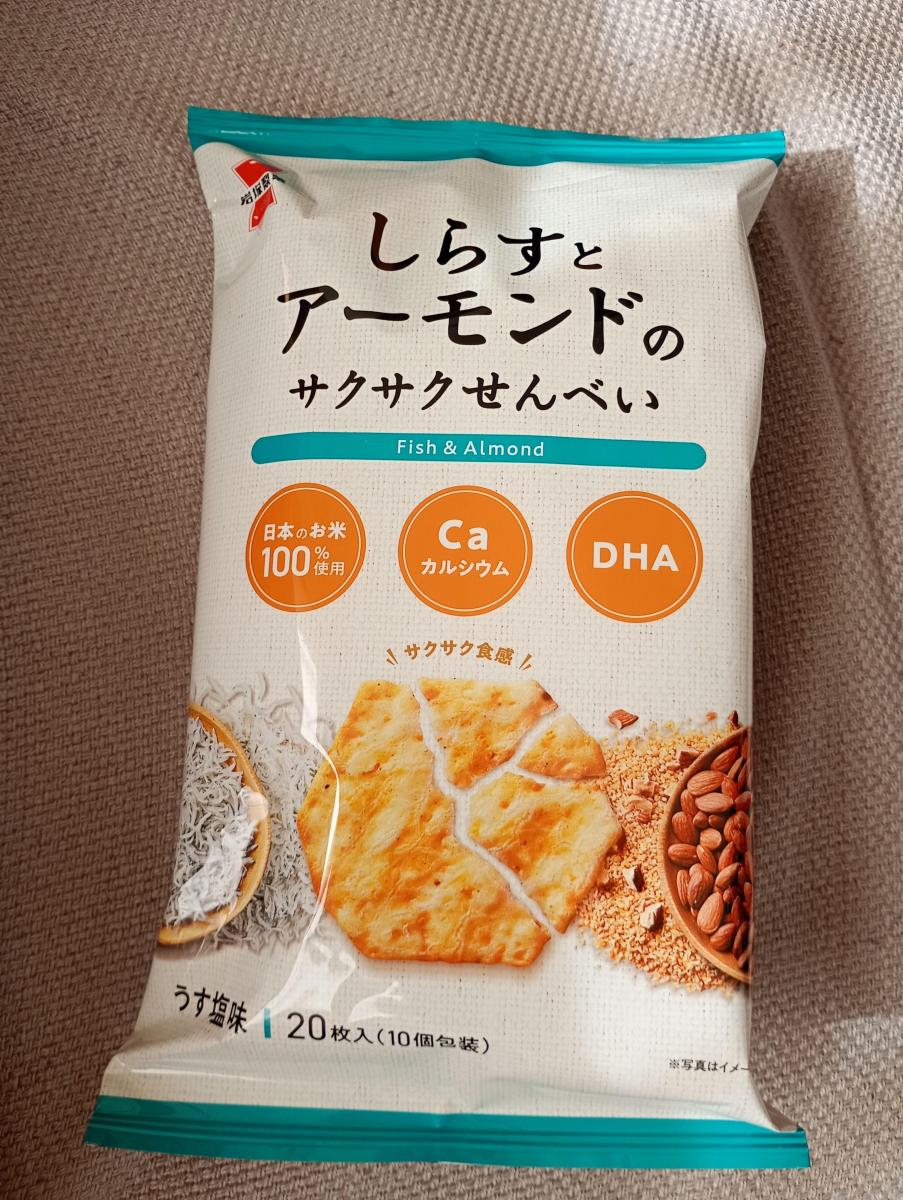 岩塚製菓
しらすと
アーモンドの
サクサクせんべい
Fish & Almond
日本のお米
100%
使用
Ca
カルシウム
DHA
サクサク食感
うす塩味
20枚入(10個包装)
※写真はイメー